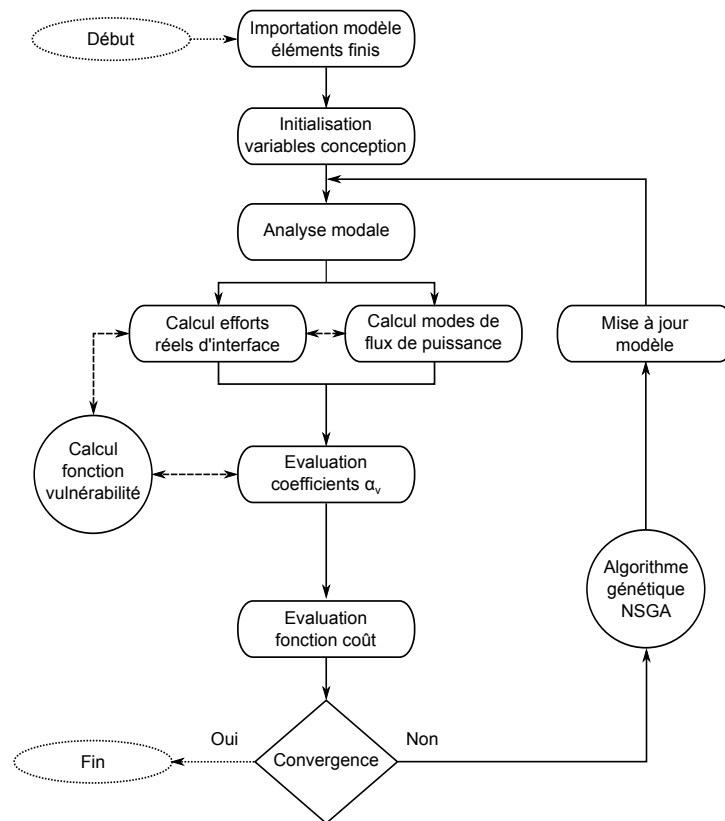 Début
Importation modèle
éléments finis
Initialisation
variables conception
Analyse modale
Calcul efforts
réels d'interface
Calcul modes de
flux de puissance
Mise à jour
modèle
Calcul
fonction
vulnérabilité
Evaluation
coefficients αv
Algorithme
génétique
NSGA
Evaluation
fonction coût
Oui
Convergence
Non
Fin